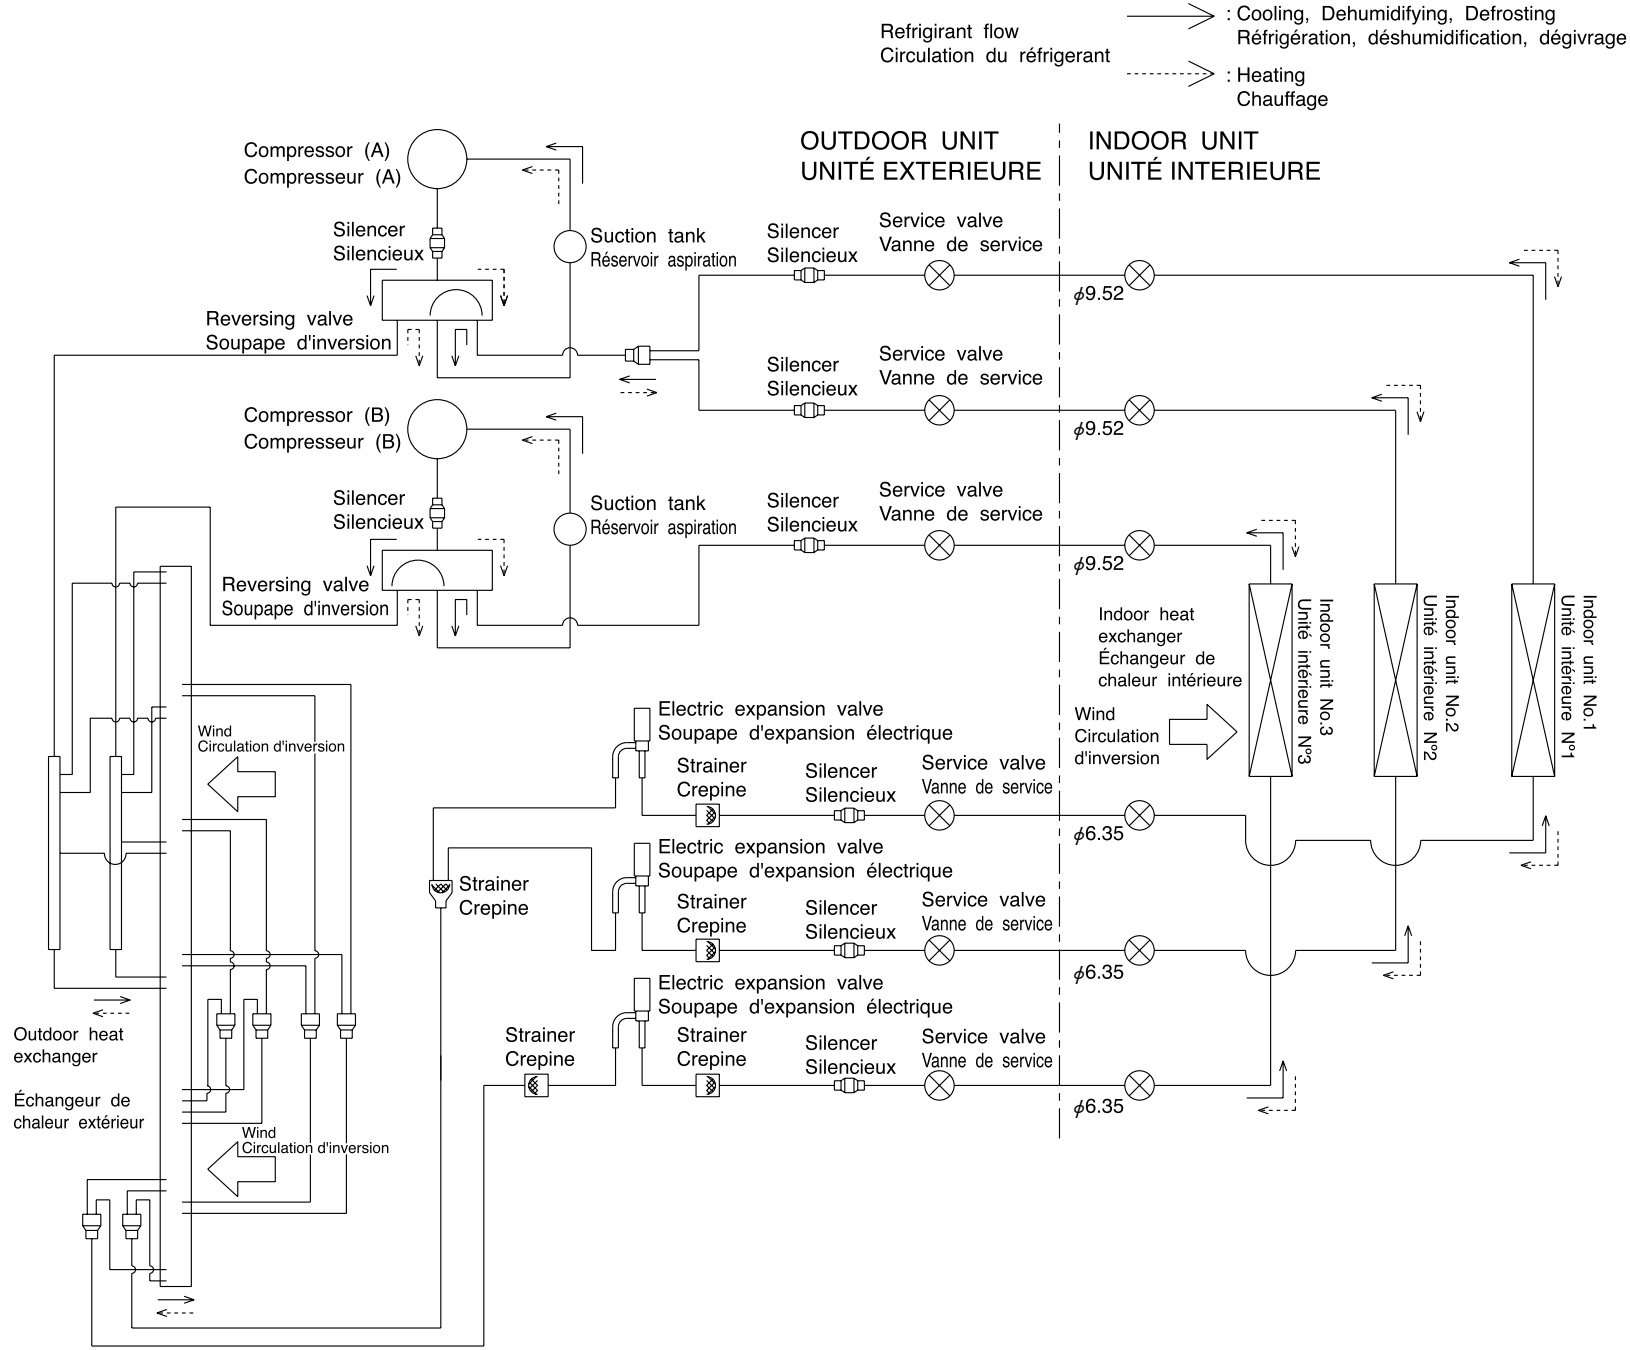 Refrigirant flow
Circulation du réfrigerant
: Cooling, Dehumidifying, Defrosting
Réfrigération, déshumidification, dégivrage
: Heating
Chauffage
OUTDOOR UNIT
UNITÉ EXTERIEURE
INDOOR UNIT
UNITÉ INTERIEURE
Compressor (A)
Compresseur (A)
Silencer
Silencieux
Suction tank
Réservoir aspiration
Silencer
Silencieux
Service valve
Vanne de service
φ9.52
Reversing valve
Soupape d'inversion
Silencer
Silencieux
Service valve
Vanne de service
φ9.52
Compressor (B)
Compresseur (B)
Silencer
Silencieux
Suction tank
Réservoir aspiration
Silencer
Silencieux
Service valve
Vanne de service
φ9.52
Reversing valve
Soupape d'inversion
Indoor heat
exchanger
Échangeur de
chaleur intérieure
Indoor unit No.3
Unité intérieure Nº3
Indoor unit No.2
Unité intérieure Nº2
Indoor unit No.1
Unité intérieure Nº1
Wind
Circulation
d'inversion
Wind
Circulation d'inversion
Electric expansion valve
Soupape d'expansion électrique
Strainer
Crepine
Silencer
Silencieux
Service valve
Vanne de service
φ6.35
Electric expansion valve
Soupape d'expansion électrique
Strainer
Crepine
Strainer
Crepine
Silencer
Silencieux
Service valve
Vanne de service
φ6.35
Electric expansion valve
Soupape d'expansion électrique
Strainer
Crepine
Strainer
Crepine
Silencer
Silencieux
Service valve
Vanne de service
φ6.35
Outdoor heat
exchanger
Échangeur de
chaleur extérieur
Wind
Circulation d'inversion